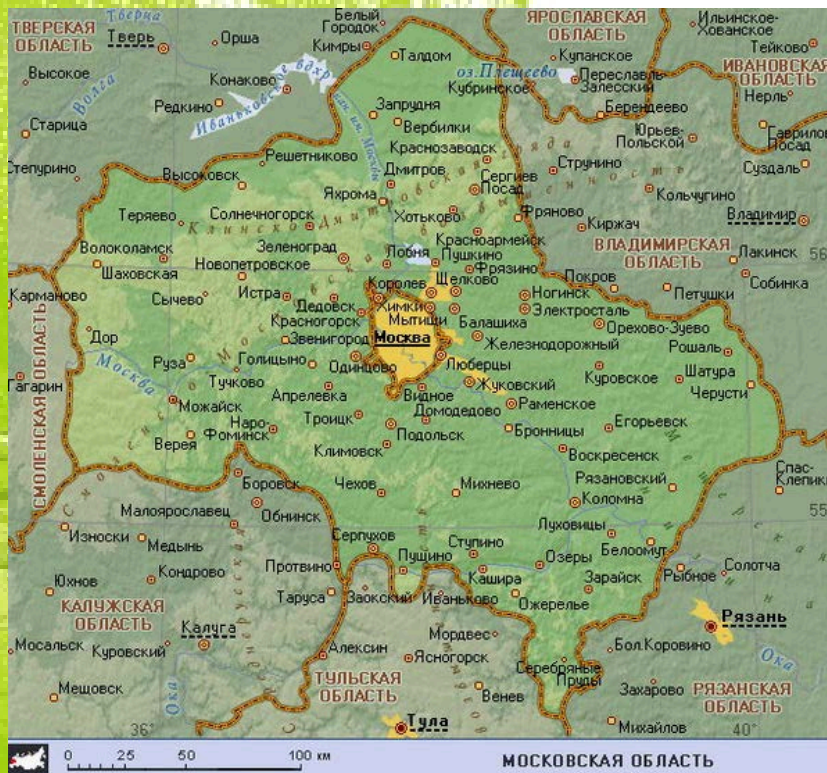 ТВЕРСКАЯ
ОБЛАСТЬ
Тверца
Тверь
Орша
Белый
Городок
Кимры
ЯРОСЛАВСКАЯ
ОБЛАСТЬ
Ильинское-
Хованское
Тейково
ИВАНОВСКАЯ
ОБЛАСТЬ
Высокое
Волга
Конаково
Редкино
Иваньковское вдхр.
Талдом
оз.Плещеево
Купанское
Переславль-
Залесский
Кубринское
Берендеево
Нерль
Старица
Запрудня
Вербилки
кан. им. Москвы
Юрьев-
Польской
Гаврилов
Посад
Степурино
Решетниково
Высоковск
Краснозаводск
Дмитров
Сергиев
Посад
Струнино
Суздаль
Кольчугино
Яхрома
Хотьково
Теряево
Солнечногорск
Клинско-Дмитровская гряда
Фряново
Киржач
Владимир
Волоколамск
Зеленоград
Лобня
Красноармейск
Пушкино
ВЛАДИМИРСКАЯ
ОБЛАСТЬ
Лакинск
56
Шаховская
Новопетровское
Фрязино
Собинка
Карманово
Сычево
Истра
Королев
Щелково
Покров
Петушки
Дедовск
Химки
Ногинск
Красногорск
Мытищи
Электросталь
Дор
Звенигород
Москва
Балашиха
Орехово-Зуево
Железнодорожный
Рошаль
Руза
Голицыно
Одинцово
Люберцы
Москва
Тучково
Куровское
Шатура
Гагарин
Апрелевка
Видное
Жуковский
Черусти
Можайск
Троицк
Домодедово
Раменское
Егорьевск
Верея
Наро-
Фоминск
Подольск
Бронницы
СМОЛЕНСКАЯ ОБЛАСТЬ
Климовск
Воскресенск
Спас-
Клепики
Боровск
Чехов
Михнево
Рязановский
Коломна
Мещерская низина
Малоярославец
Обнинск
55
Износки
Медынь
Серпухов
Ступино
Луховицы
Белоомут
Протвино
Пущино
Озеры
Рыбное
Солотча
Юхнов
Кондрово
Кашира
Зарайск
Таруса
Заокский
Иваньково
Ожерелье
КАЛУЖСКАЯ
ОБЛАСТЬ
Калуга
Мордвес
Рязань
Мосальск
Куровский
Алексин
Ясногорск
Бол.Коровино
Ока
Серебряные
Пруды
Мещовск
Ока
ТУЛЬСКАЯ
ОБЛАСТЬ
Венев
Захарово
РЯЗАНСКАЯ
ОБЛАСТЬ
36°
Тула
Михайлов
40°
0 25 50 100 км
МОСКОВСКАЯ ОБЛАСТЬ